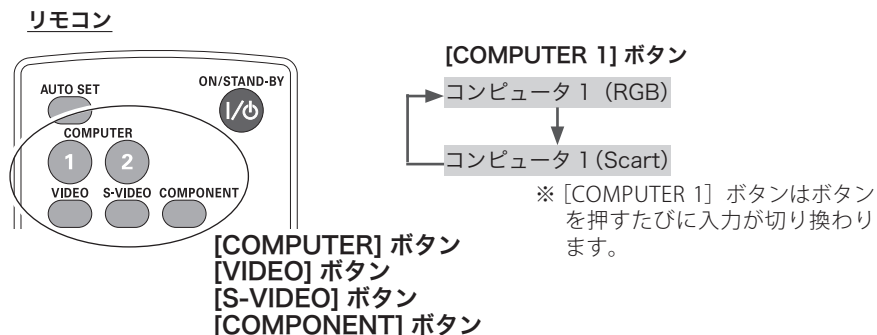 リモコン
AUTO SET
ON/STAND-BY
I/⏻
COMPUTER
1 2
VIDEO S-VIDEO COMPONENT
[COMPUTER] ボタン
[VIDEO] ボタン
[S-VIDEO] ボタン
[COMPONENT] ボタン
[COMPUTER 1] ボタン
コンピュータ 1（RGB）
コンピュータ 1（Scart）
※［COMPUTER 1］ボタンはボタン
を押すたびに入力が切り換わり
ます。